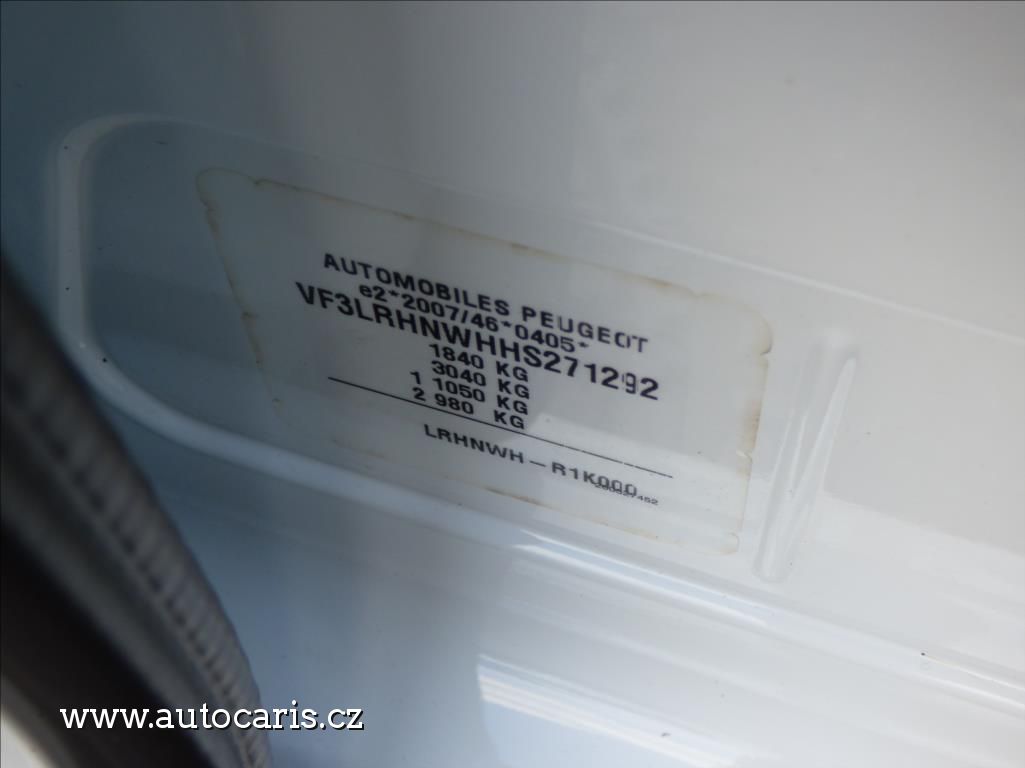 AUTOMOBILES PEUGEOT
e2*2007/46*0405*
VF3LRHNWHHS271292
1840 KG
3040 KG
1 1050 KG
2 980 KG
LRHNWH – R1K000
www.autocaris.cz